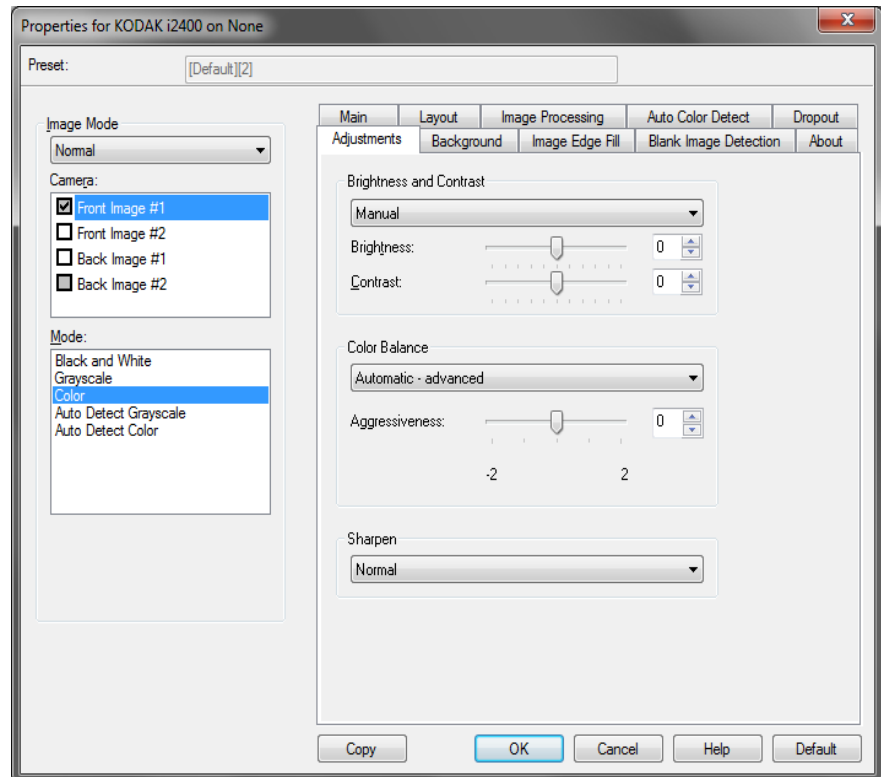 Properties for KODAK i2400 on None
Preset:
[Default][2]
Image Mode
Normal
Camera:
Front Image #1
Front Image #2
Back Image #1
Back Image #2
Mode:
Black and White
Grayscale
Color
Auto Detect Grayscale
Auto Detect Color
Main Layout Image Processing Auto Color Detect Dropout
Adjustments Background Image Edge Fill Blank Image Detection About
Brightness and Contrast
Manual
Brightness: 0
Contrast: 0
Color Balance
Automatic - advanced
Aggressiveness: 0
-2 2
Sharpen
Normal
Copy OK Cancel Help Default